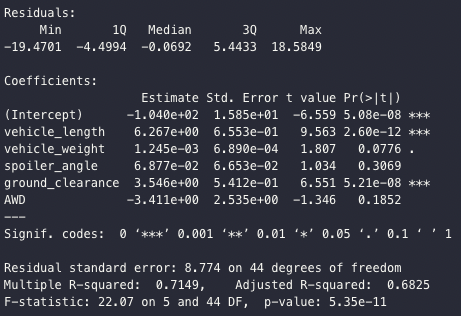 Residuals:
     Min       1Q   Median       3Q      Max
-19.4701  -4.4994  -0.0692   5.4433  18.5849
Coefficients:
                   Estimate Std. Error t value Pr(>|t|)
(Intercept)      -1.040e+02  1.585e+01  -6.559 5.08e-08 ***
vehicle_length    6.267e+00  6.553e-01   9.563 2.60e-12 ***
vehicle_weight    1.245e-03  6.890e-04   1.807   0.0776 .
spoiler_angle     6.877e-02  6.653e-02   1.034   0.3069
ground_clearance  3.546e+00  5.412e-01   6.551 5.21e-08 ***
AWD              -3.411e+00  2.535e+00  -1.346   0.1852
---
Signif. codes:  0 ‘***’ 0.001 ‘**’ 0.01 ‘*’ 0.05 ‘.’ 0.1 ‘ ’ 1
Residual standard error: 8.774 on 44 degrees of freedom
Multiple R-squared:  0.7149,    Adjusted R-squared:  0.6825
F-statistic: 22.07 on 5 and 44 DF,  p-value: 5.35e-11